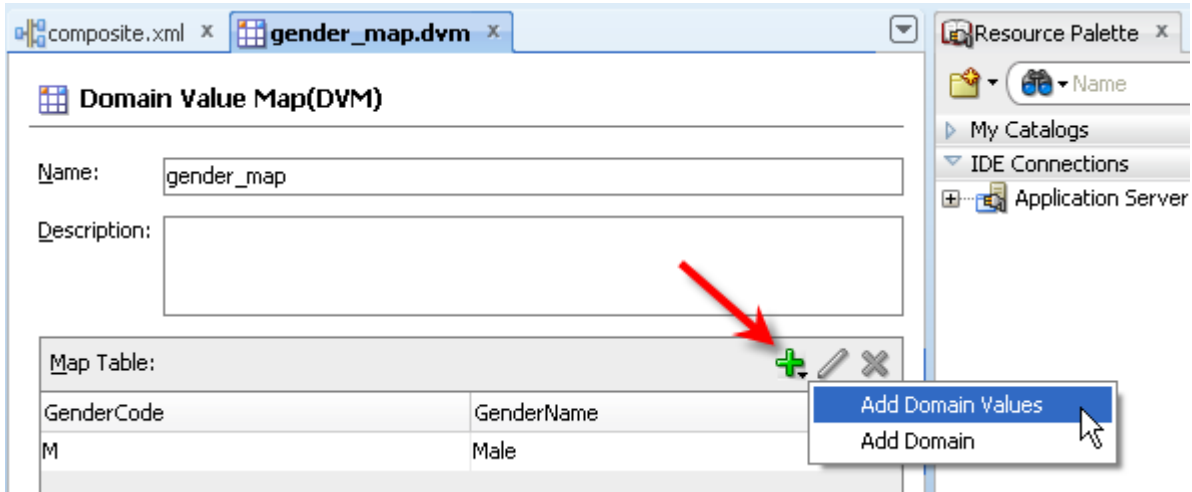 composite.xml
gender_map.dvm
Resource Palette
Domain Value Map(DVM)
Name
My Catalogs
IDE Connections
Application Server
Name:
gender_map
Description:
Map Table:
GenderCode
GenderName
M
Male
Add Domain Values
Add Domain